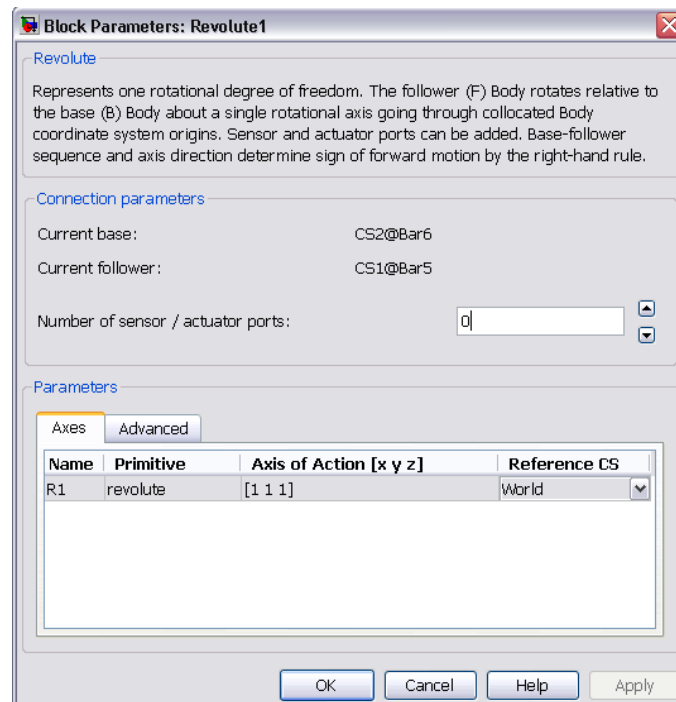 Block Parameters: Revolute1
Revolute
Represents one rotational degree of freedom. The follower (F) Body rotates relative to
the base (B) Body about a single rotational axis going through collocated Body
coordinate system origins. Sensor and actuator ports can be added. Base-follower
sequence and axis direction determine sign of forward motion by the right-hand rule.
Connection parameters
Current base: CS2@Bar6
Current follower: CS1@Bar5
Number of sensor / actuator ports: 0
Parameters
Axes Advanced
Name Primitive Axis of Action [x y z] Reference CS
R1 revolute [1 1 1] World
OK Cancel Help Apply